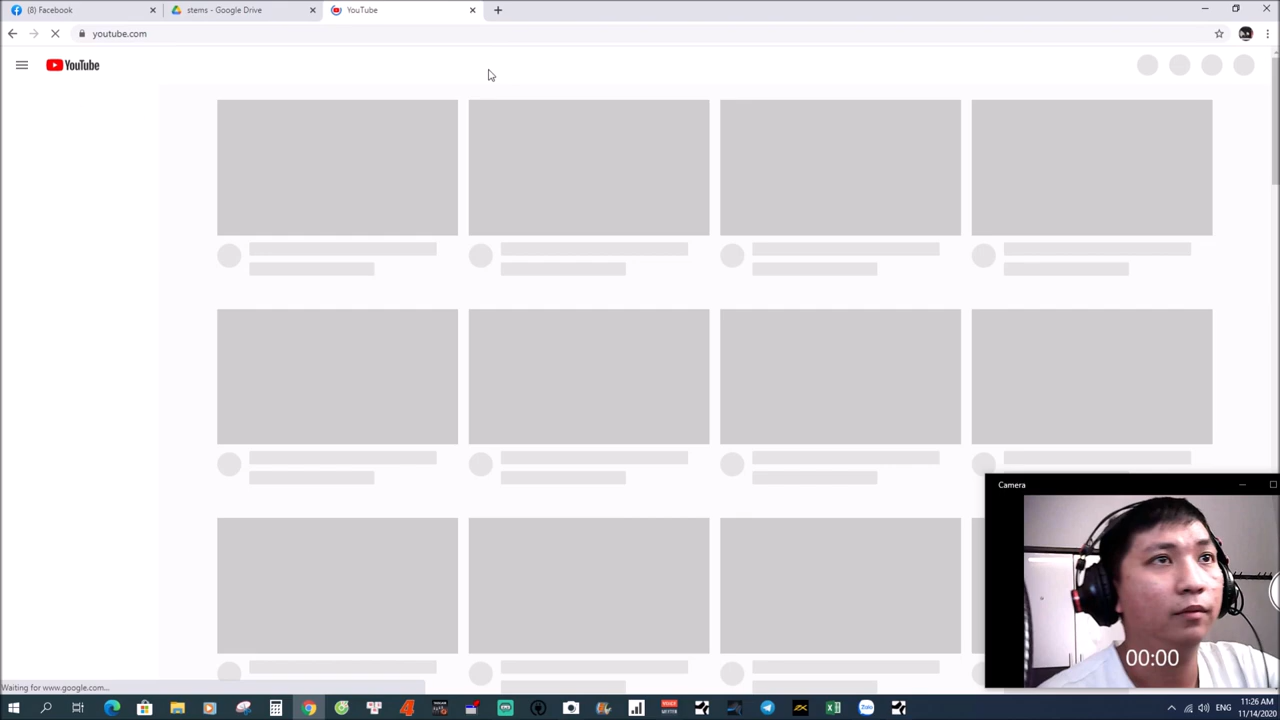 (8) Facebook
stems - Google Drive
YouTube
youtube.com
YouTube
Camera
00:00
Waiting for www.google.com...
ENG
11:26 AM
11/14/2020